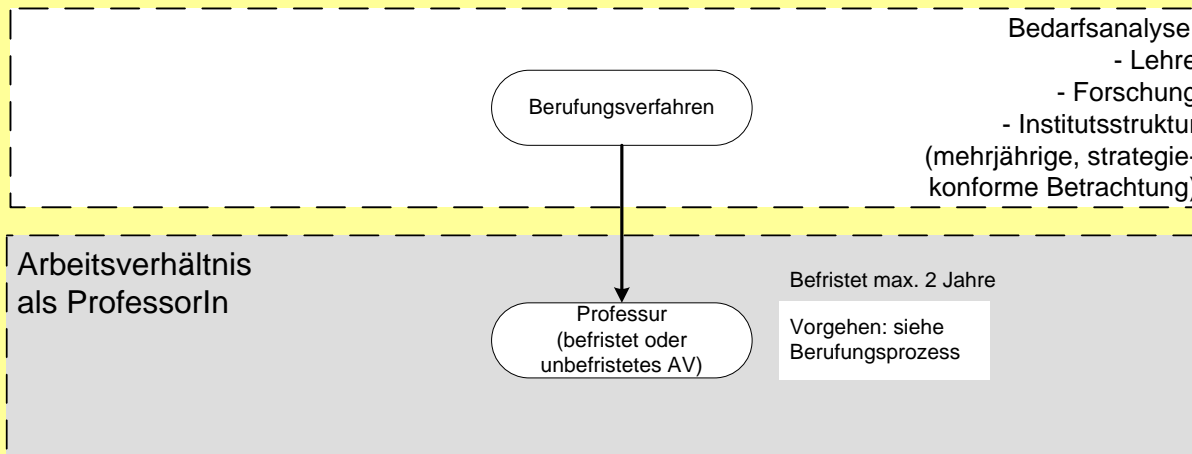 Bedarfsanalyse
- Lehre
- Forschung
- Institutsstruktur
(mehrjährige, strategie-
konforme Betrachtung)
Berufungsverfahren
Arbeitsverhältnis
als ProfessorIn
Befristet max. 2 Jahre
Professur
(befristet oder
unbefristetes AV)
Vorgehen: siehe
Berufungsprozess